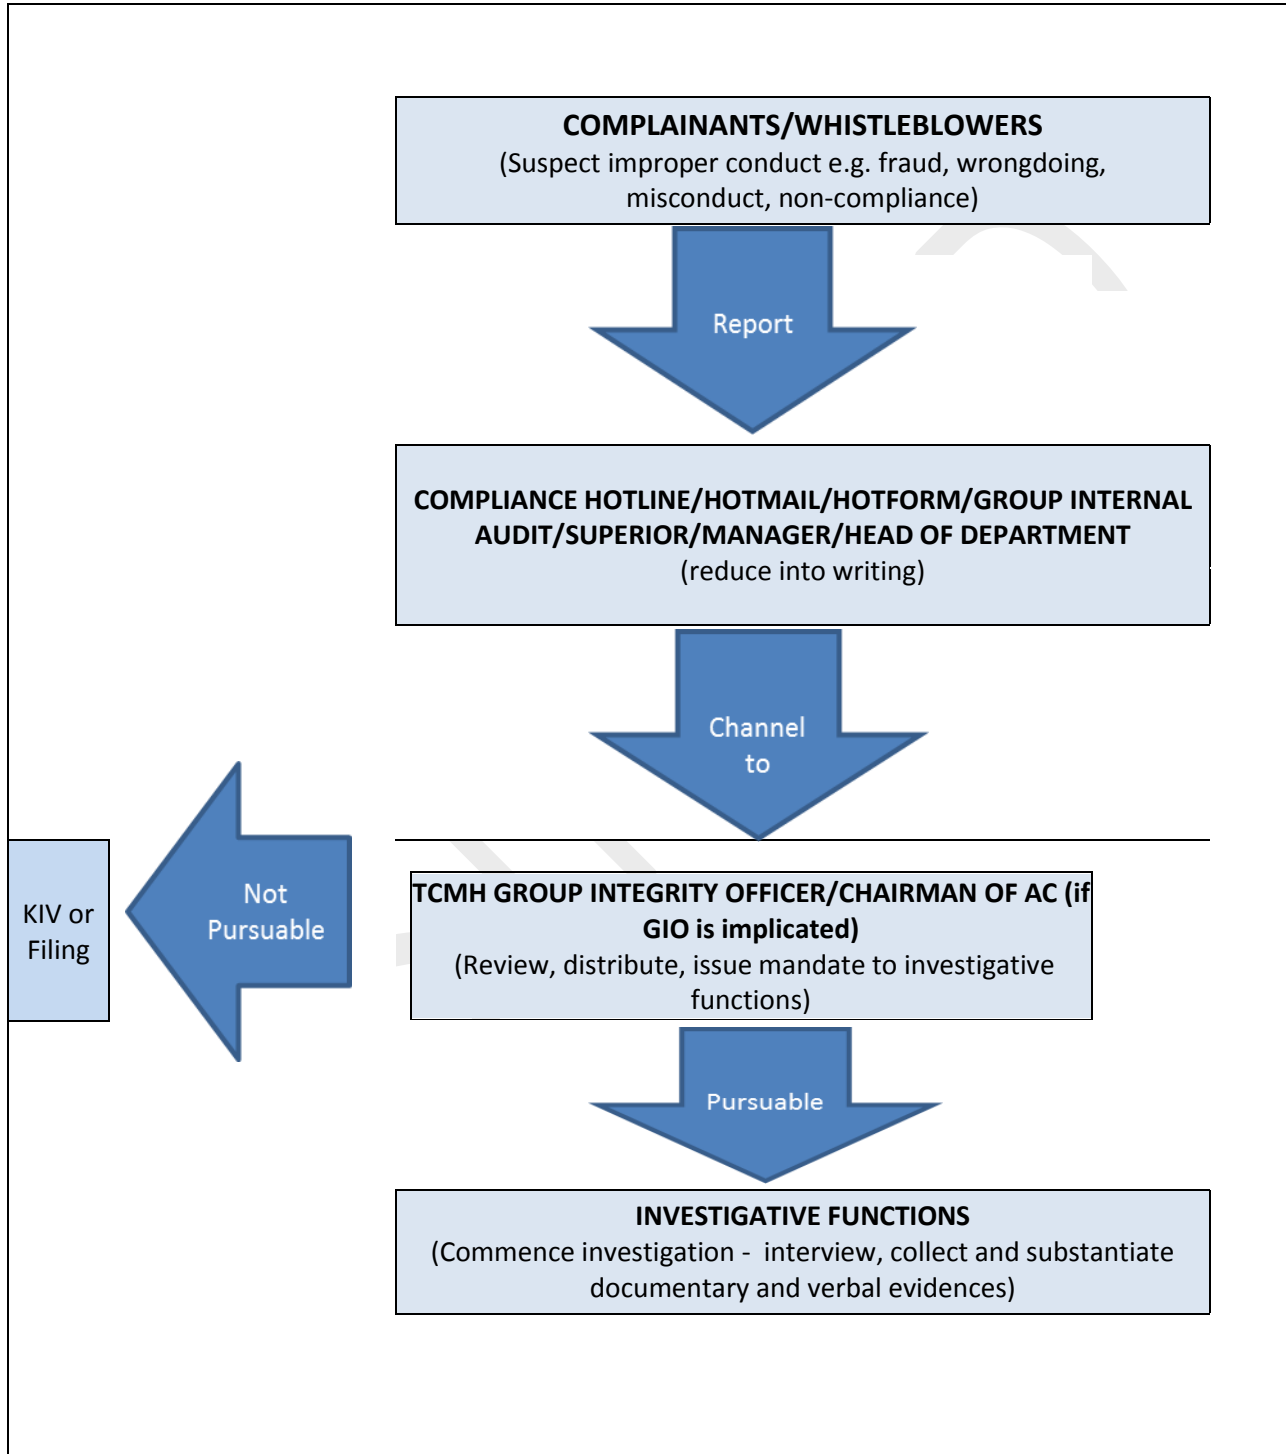 COMPLAINANTS/WHISTLEBLOWERS
(Suspect improper conduct e.g. fraud, wrongdoing,
misconduct, non-compliance)
Report
COMPLIANCE HOTLINE/HOTMAIL/HOTFORM/GROUP INTERNAL
AUDIT/SUPERIOR/MANAGER/HEAD OF DEPARTMENT
(reduce into writing)
Channel
to
KIV or
Filing
Not
Pursuable
TCMH GROUP INTEGRITY OFFICER/CHAIRMAN OF AC (if
GIO is implicated)
(Review, distribute, issue mandate to investigative
functions)
Pursuable
INVESTIGATIVE FUNCTIONS
(Commence investigation -  interview, collect and substantiate
documentary and verbal evidences)